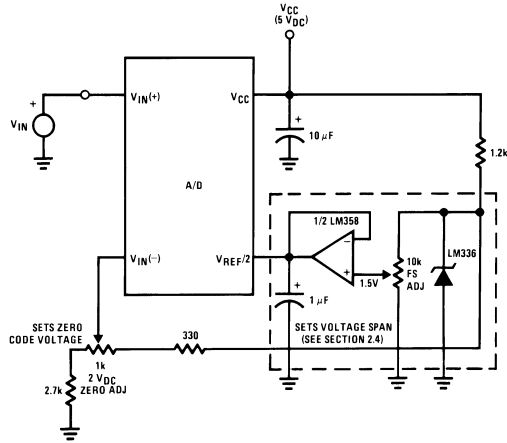 VCC
(5 VDC)
VIN(+)
VCC
+
VIN
+
10 µF
1.2k
A/D
1/2 LM358
VIN(−)
VREF/2
−
+
1.5V
10k
FS
ADJ
LM336
+
1 µF
SETS ZERO
CODE VOLTAGE
330
SETS VOLTAGE SPAN
(SEE SECTION 2.4)
1k
2 VDC
ZERO ADJ
2.7k